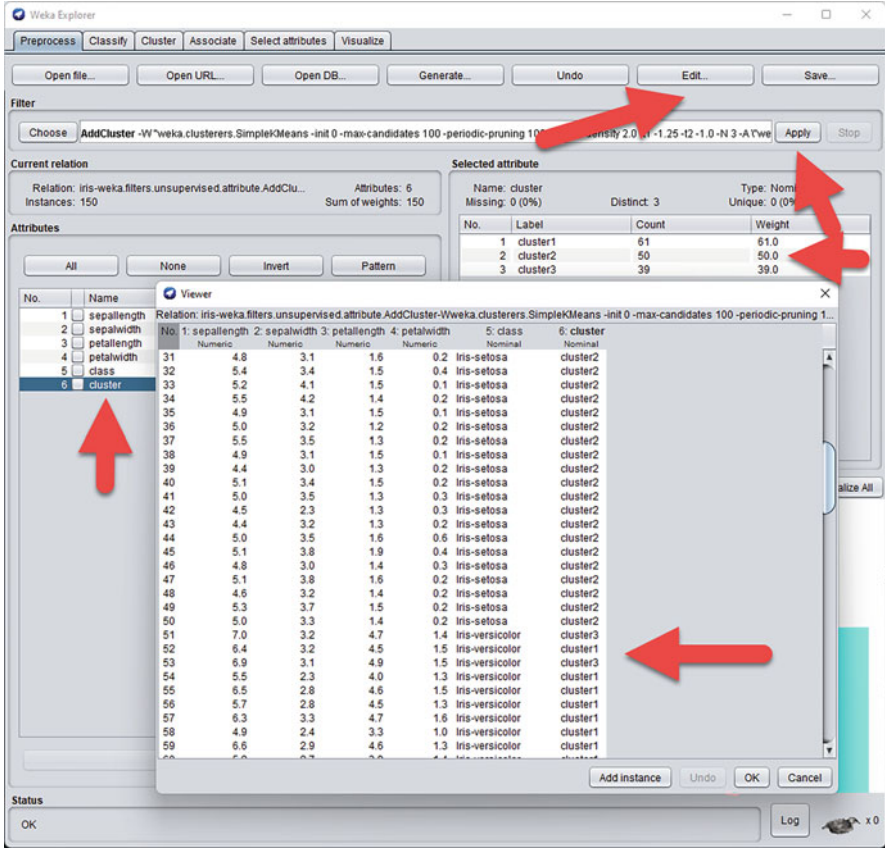 Weka Explorer
Preprocess Classify Cluster Associate Select attributes Visualize
Open file... Open URL... Open DB... Generate... Undo Edit... Save...
Filter
Choose AddCluster -W "weka.clusterers.SimpleKMeans -init 0 -max-candidates 100 -periodic-pruning 2.0 -1.25 -t2 -1.0 -N 3 -A \"we Apply Stop
Current relation
Relation: iris-weka.filters.unsupervised.attribute.AddClu... Attributes: 6
Instances: 150 Sum of weights: 150
Selected attribute
Name: cluster Type:
Missing: 0 (0%) Distinct: 3 Unique:
No. Label Count Weight
1 cluster1 61 61.0
2 cluster2 50 50.0
3 cluster3 39 39.0
Attributes
All None Invert Pattern
No. Name
1 sepallength
2 sepalwidth
3 petallength
4 petalwidth
5 class
6 cluster
Viewer
Relation: iris-weka.filters.unsupervised.attribute.AddCluster-Wweka.clusterers.SimpleKMeans -init 0 -max-candidates 100 -periodic-pruning 1...
No. 1: sepallength 2: sepalwidth 3: petallength 4: petalwidth 5: class 6: cluster
Numeric Numeric Numeric Numeric Nominal Nominal
31 4.8 3.1 1.6 0.2 Iris-setosa cluster2
32 5.4 3.4 1.5 0.4 Iris-setosa cluster2
33 5.2 4.1 1.5 0.1 Iris-setosa cluster2
34 5.5 4.2 1.4 0.2 Iris-setosa cluster2
35 4.9 3.1 1.5 0.1 Iris-setosa cluster2
36 5.0 3.2 1.2 0.2 Iris-setosa cluster2
37 5.5 3.5 1.3 0.2 Iris-setosa cluster2
38 4.9 3.1 1.5 0.1 Iris-setosa cluster2
39 4.4 3.0 1.3 0.2 Iris-setosa cluster2
40 5.1 3.4 1.5 0.2 Iris-setosa cluster2
41 5.0 3.5 1.3 0.3 Iris-setosa cluster2
42 4.5 2.3 1.3 0.3 Iris-setosa cluster2
43 4.4 3.2 1.3 0.2 Iris-setosa cluster2
44 5.0 3.5 1.6 0.6 Iris-setosa cluster2
45 5.1 3.8 1.9 0.4 Iris-setosa cluster2
46 4.8 3.0 1.4 0.3 Iris-setosa cluster2
47 5.1 3.8 1.6 0.2 Iris-setosa cluster2
48 4.6 3.2 1.4 0.2 Iris-setosa cluster2
49 5.3 3.7 1.5 0.2 Iris-setosa cluster2
50 5.0 3.3 1.4 0.2 Iris-setosa cluster2
51 7.0 3.2 4.7 1.4 Iris-versicolor cluster3
52 6.4 3.2 4.5 1.5 Iris-versicolor cluster1
53 6.9 3.1 4.9 1.5 Iris-versicolor cluster3
54 5.5 2.3 4.0 1.3 Iris-versicolor cluster1
55 6.5 2.8 4.6 1.5 Iris-versicolor cluster1
56 5.7 2.8 4.5 1.3 Iris-versicolor cluster1
57 6.3 3.3 4.7 1.6 Iris-versicolor cluster1
58 4.9 2.4 3.3 1.0 Iris-versicolor cluster1
59 6.6 2.9 4.6 1.3 Iris-versicolor cluster1
Add instance Undo OK Cancel
alize All
Status
OK Log x 0